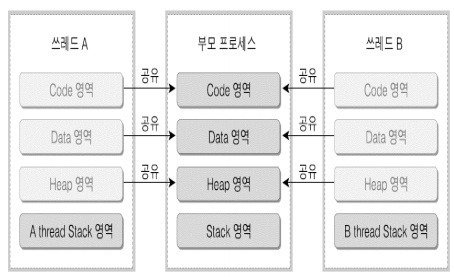 쓰레드 A
부모 프로세스
쓰레드 B
Code 영역
공유
Code 영역
공유
Code 영역
Data 영역
공유
Data 영역
공유
Data 영역
Heap 영역
공유
Heap 영역
공유
Heap 영역
A thread Stack 영역
Stack 영역
B thread Stack 영역